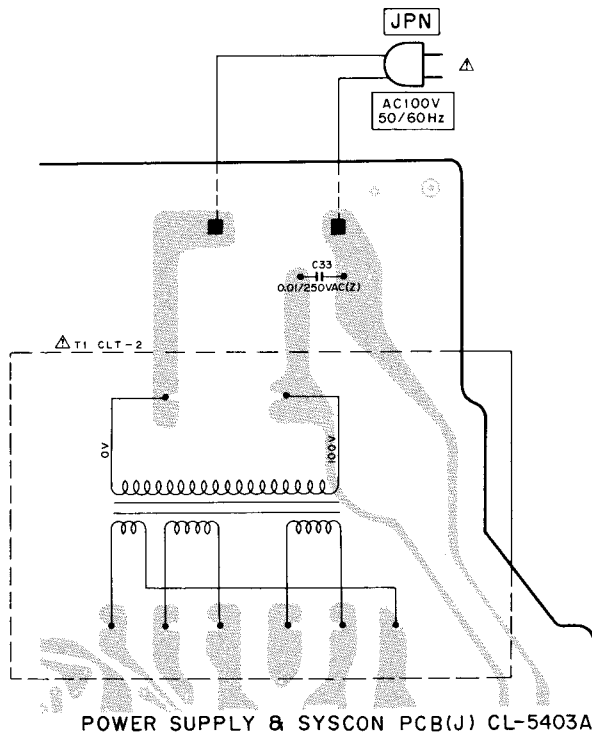 JPN
AC100V
50/60Hz
C33
0.01/250VAC(Z)
T1 CLT-2
0V
100V
POWER SUPPLY & SYSCON PCB(J) CL-5403A